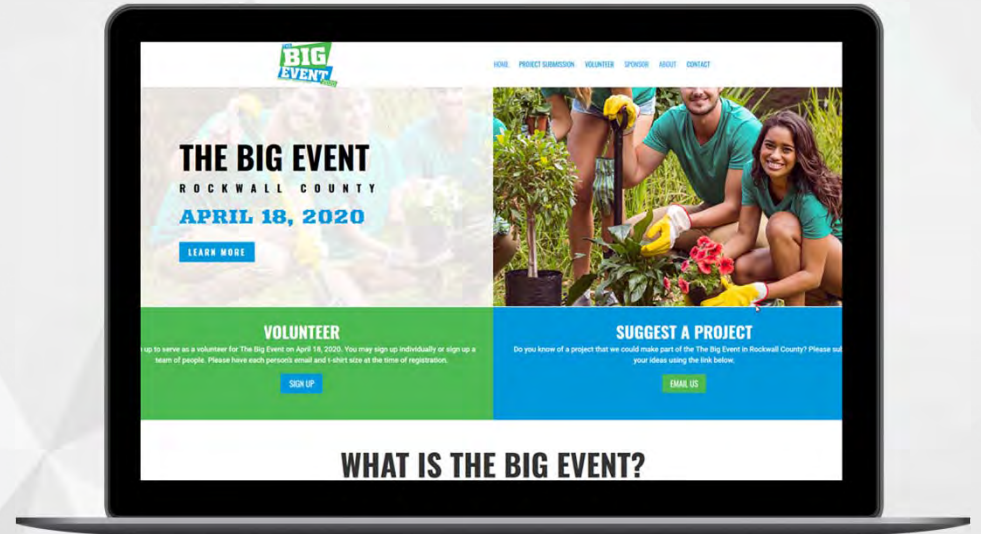 THE
BIG
EVENT
HOME PROJECT SUBMISSION VOLUNTEER SPONSOR ABOUT CONTACT
THE BIG EVENT
ROCKWALL COUNTY
APRIL 18, 2020
LEARN MORE
VOLUNTEER
up to serve as a volunteer for The Big Event on April 18, 2020. You may sign up individually or sign up a
team of people. Please have each person's email and t-shirt size at the time of registration.
SIGN UP
SUGGEST A PROJECT
Do you know of a project that we could make part of the The Big Event in Rockwall County? Please sub
your ideas using the link below.
EMAIL US
WHAT IS THE BIG EVENT?